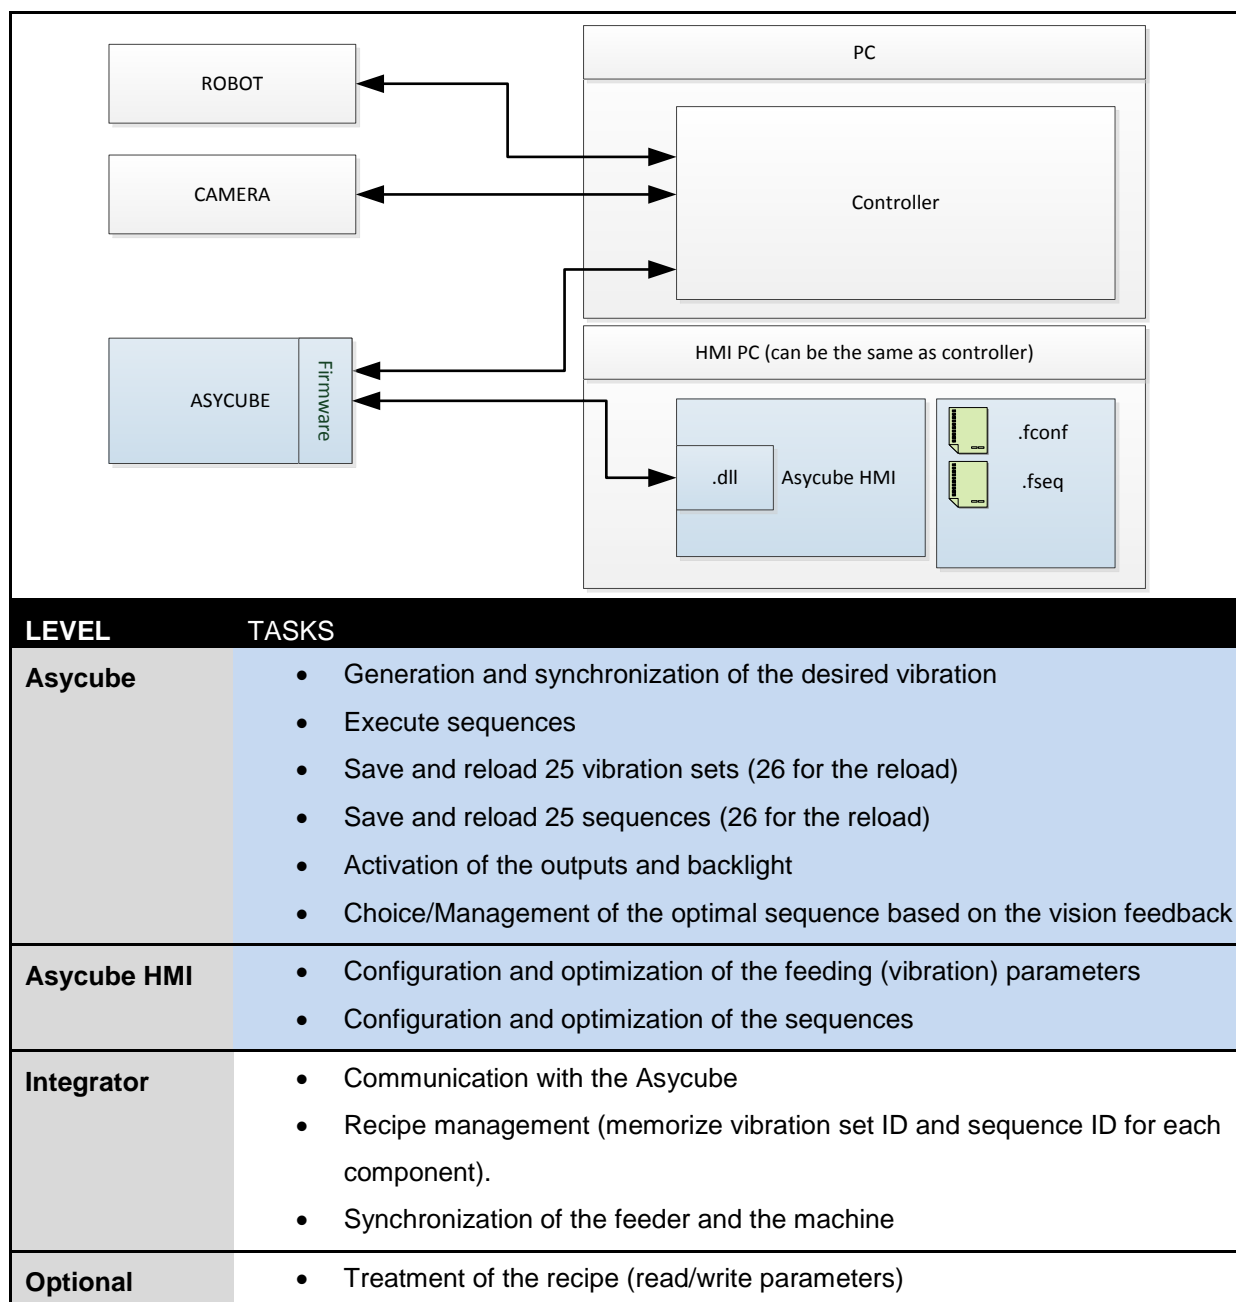 PC
ROBOT
CAMERA
Controller
HMI PC (can be the same as controller)
ASYCUBE
Firmware
.dll
Asycube HMI
.fconf
.fseq
LEVEL TASKS
Asycube
• Generation and synchronization of the desired vibration
• Execute sequences
• Save and reload 25 vibration sets (26 for the reload)
• Save and reload 25 sequences (26 for the reload)
• Activation of the outputs and backlight
• Choice/Management of the optimal sequence based on the vision feedback
Asycube HMI
• Configuration and optimization of the feeding (vibration) parameters
• Configuration and optimization of the sequences
Integrator
• Communication with the Asycube
• Recipe management (memorize vibration set ID and sequence ID for each
component).
• Synchronization of the feeder and the machine
Optional
• Treatment of the recipe (read/write parameters)